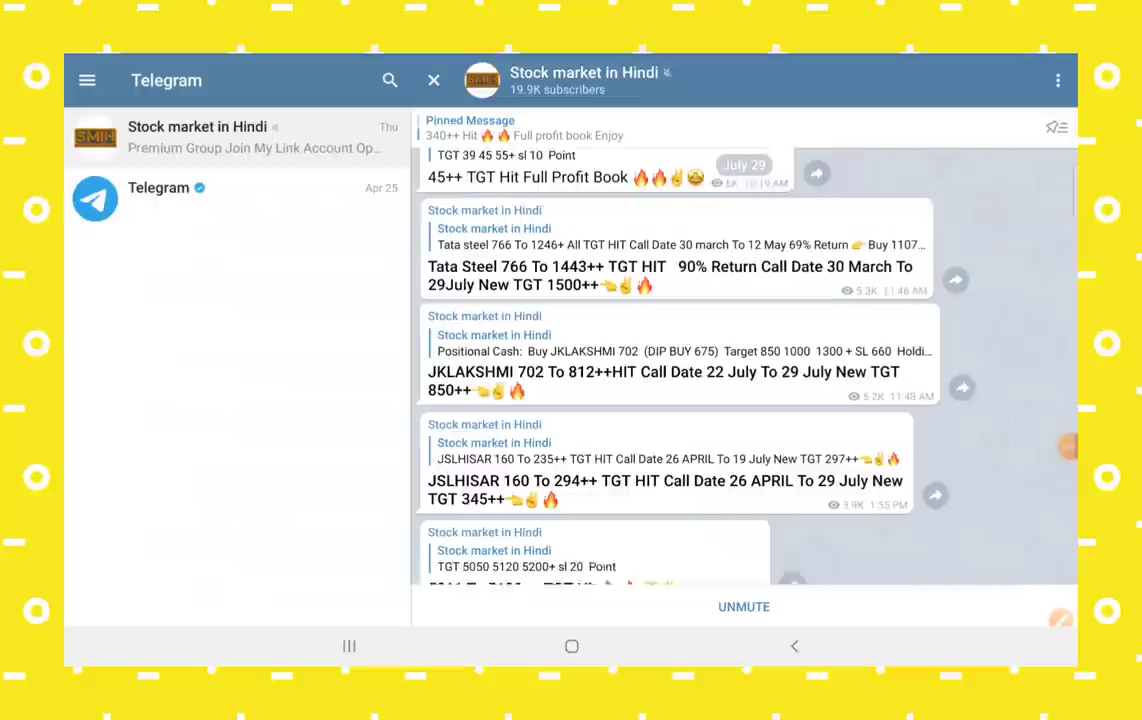 Telegram
Stock market in Hindi
19.9K subscribers
Stock market in Hindi
Thu
Premium Group Join My Link Account Op...
Telegram
Apr 25
Pinned Message
340++ Hit 🔥 🔥 Full profit book Enjoy
TGT 39 45 55+ sl 10 Point
July 29
45++ TGT Hit Full Profit Book 🔥🔥✌️🤩
AM
Stock market in Hindi
Stock market in Hindi
Tata steel 766 To 1246+ All TGT HIT Call Date 30 march To 12 May 69% Return 👉 Buy 1107...
Tata Steel 766 To 1443++ TGT HIT 90% Return Call Date 30 March To
29July New TGT 1500++👈✌️🔥
5.3K 11:46 AM
Stock market in Hindi
Stock market in Hindi
Positional Cash: Buy JKLAKSHMI 702 (DIP BUY 675) Target 850 1000 1300 + SL 660 Holdi...
JKLAKSHMI 702 To 812++HIT Call Date 22 July To 29 July New TGT
850++👈✌️🔥
5.2K 11:48 AM
Stock market in Hindi
Stock market in Hindi
JSLHISAR 160 To 235++ TGT HIT Call Date 26 APRIL To 19 July New TGT 297++👈✌️🔥
JSLHISAR 160 To 294++ TGT HIT Call Date 26 APRIL To 29 July New
TGT 345++👈✌️🔥
3.9K 1:55 PM
Stock market in Hindi
Stock market in Hindi
TGT 5050 5120 5200+ sl 20 Point
UNMUTE